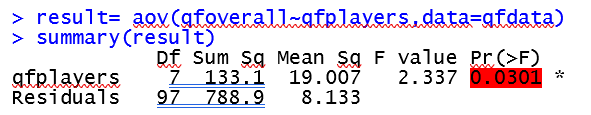 > result= aov(qfoverall~qfplayers,data=qfdata)
> summary(result)
Df Sum Sq Mean Sq F value Pr(>F)
qfplayers 7 133.1 19.007 2.337 0.0301 *
Residuals 97 788.9 8.133